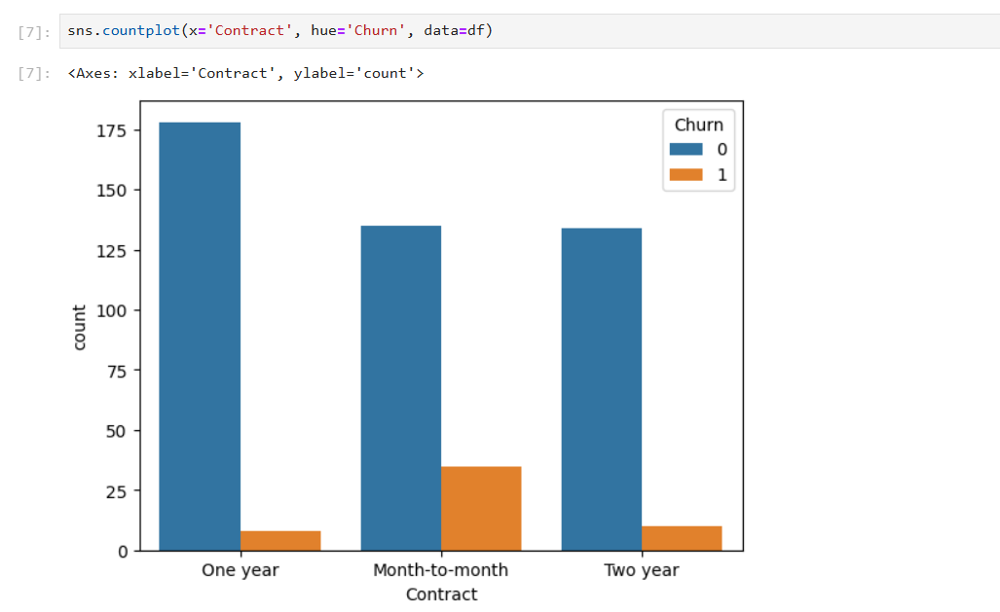 [7]: sns.countplot(x='Contract', hue='Churn', data=df)
[7]: <Axes: xlabel='Contract', ylabel='count'>
Churn
0
1
175
150
125
100
75
50
25
0
count
One year Month-to-month Two year
Contract